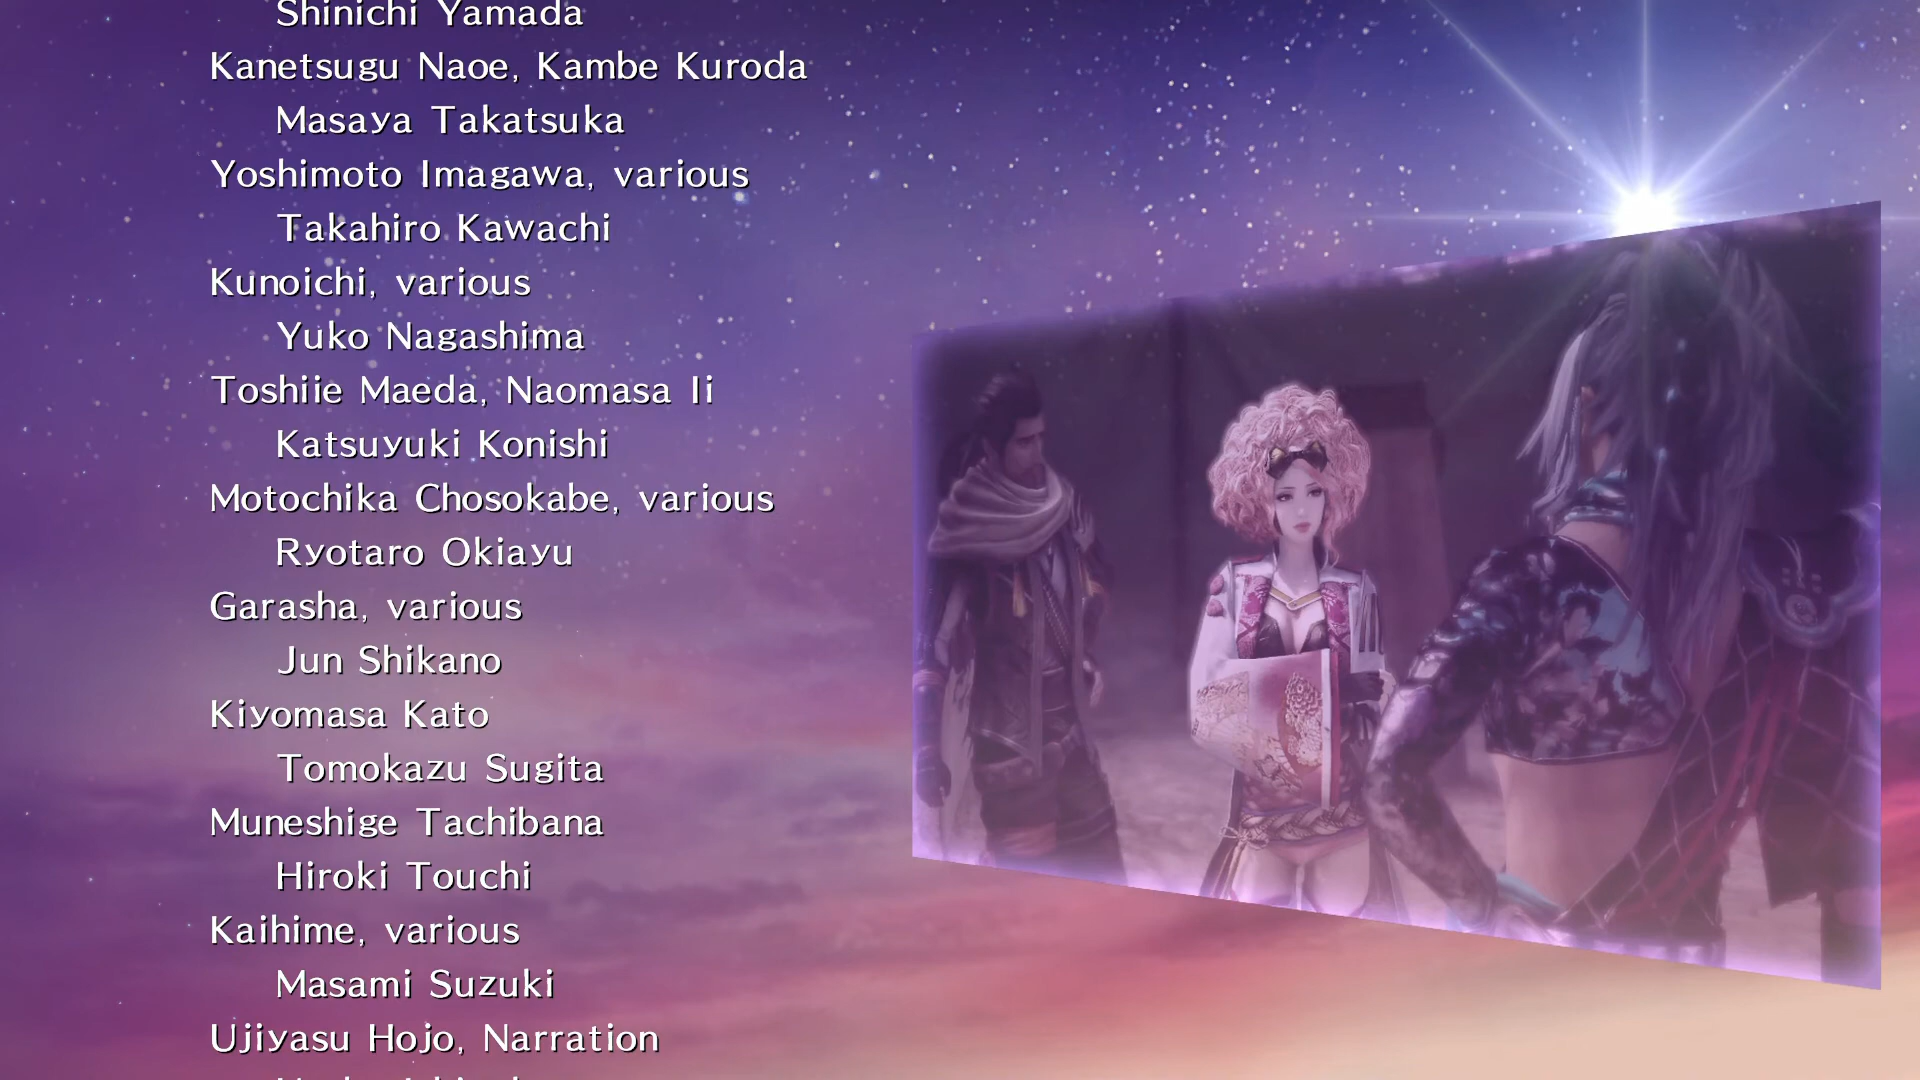 Shinichi Yamada
Kanetsugu Naoe, Kambe Kuroda
Masaya Takatsuka
Yoshimoto Imagawa, various
Takahiro Kawachi
Kunoichi, various
Yuko Nagashima
Toshiie Maeda, Naomasa Ii
Katsuyuki Konishi
Motochika Chosokabe, various
Ryotaro Okiayu
Garasha, various
Jun Shikano
Kiyomasa Kato
Tomokazu Sugita
Muneshige Tachibana
Hiroki Touchi
Kaihime, various
Masami Suzuki
Ujiyasu Hojo, Narration